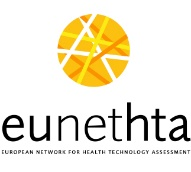 eunethta
EUROPEAN NETWORK FOR HEALTH TECHNOLOGY ASSESSMENT